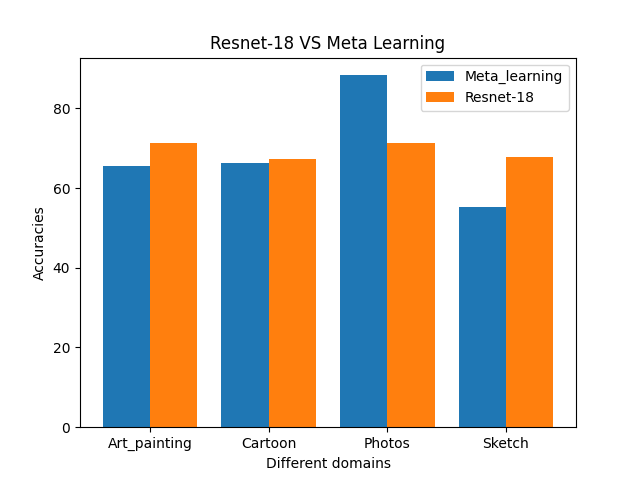 Resnet-18 VS Meta Learning
Meta_learning
Resnet-18
80
60
40
20
0
Accuracies
Art_painting
Cartoon
Photos
Sketch
Different domains